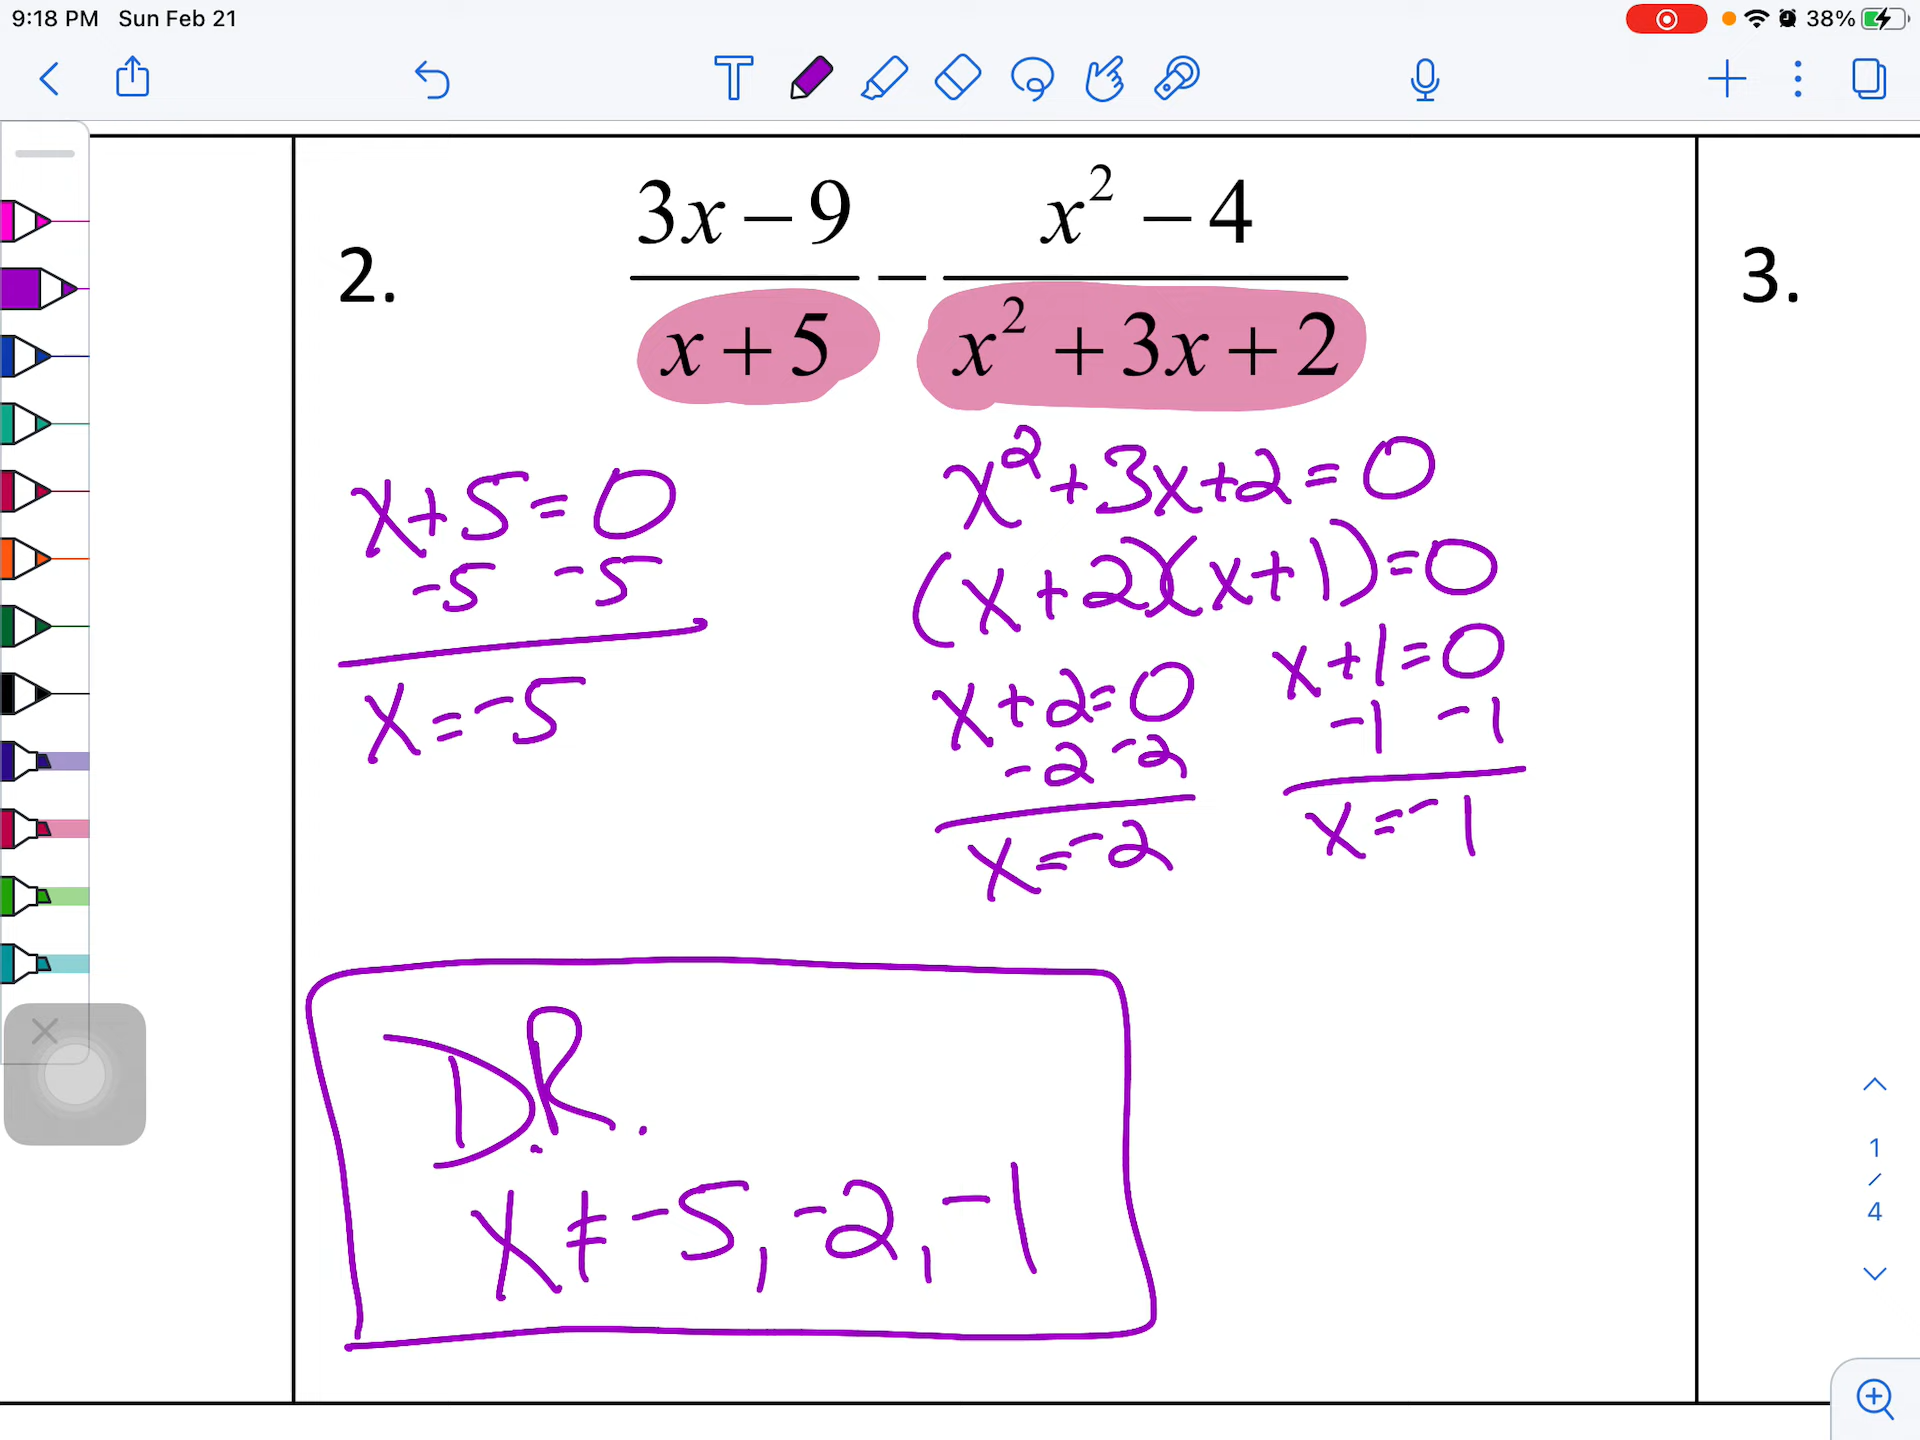 9:18 PM Sun Feb 21
38%
2.
3x − 9 / x + 5 − x² − 4 / x² + 3x + 2
3.
x+5=0
-5 -5
x=-5
x²+3x+2=0
(x+2)(x+1)=0
x+2=0
-2 -2
x=-2
x+1=0
-1 -1
x=-1
D.R.
x≠-5, -2, -1
1
/
4